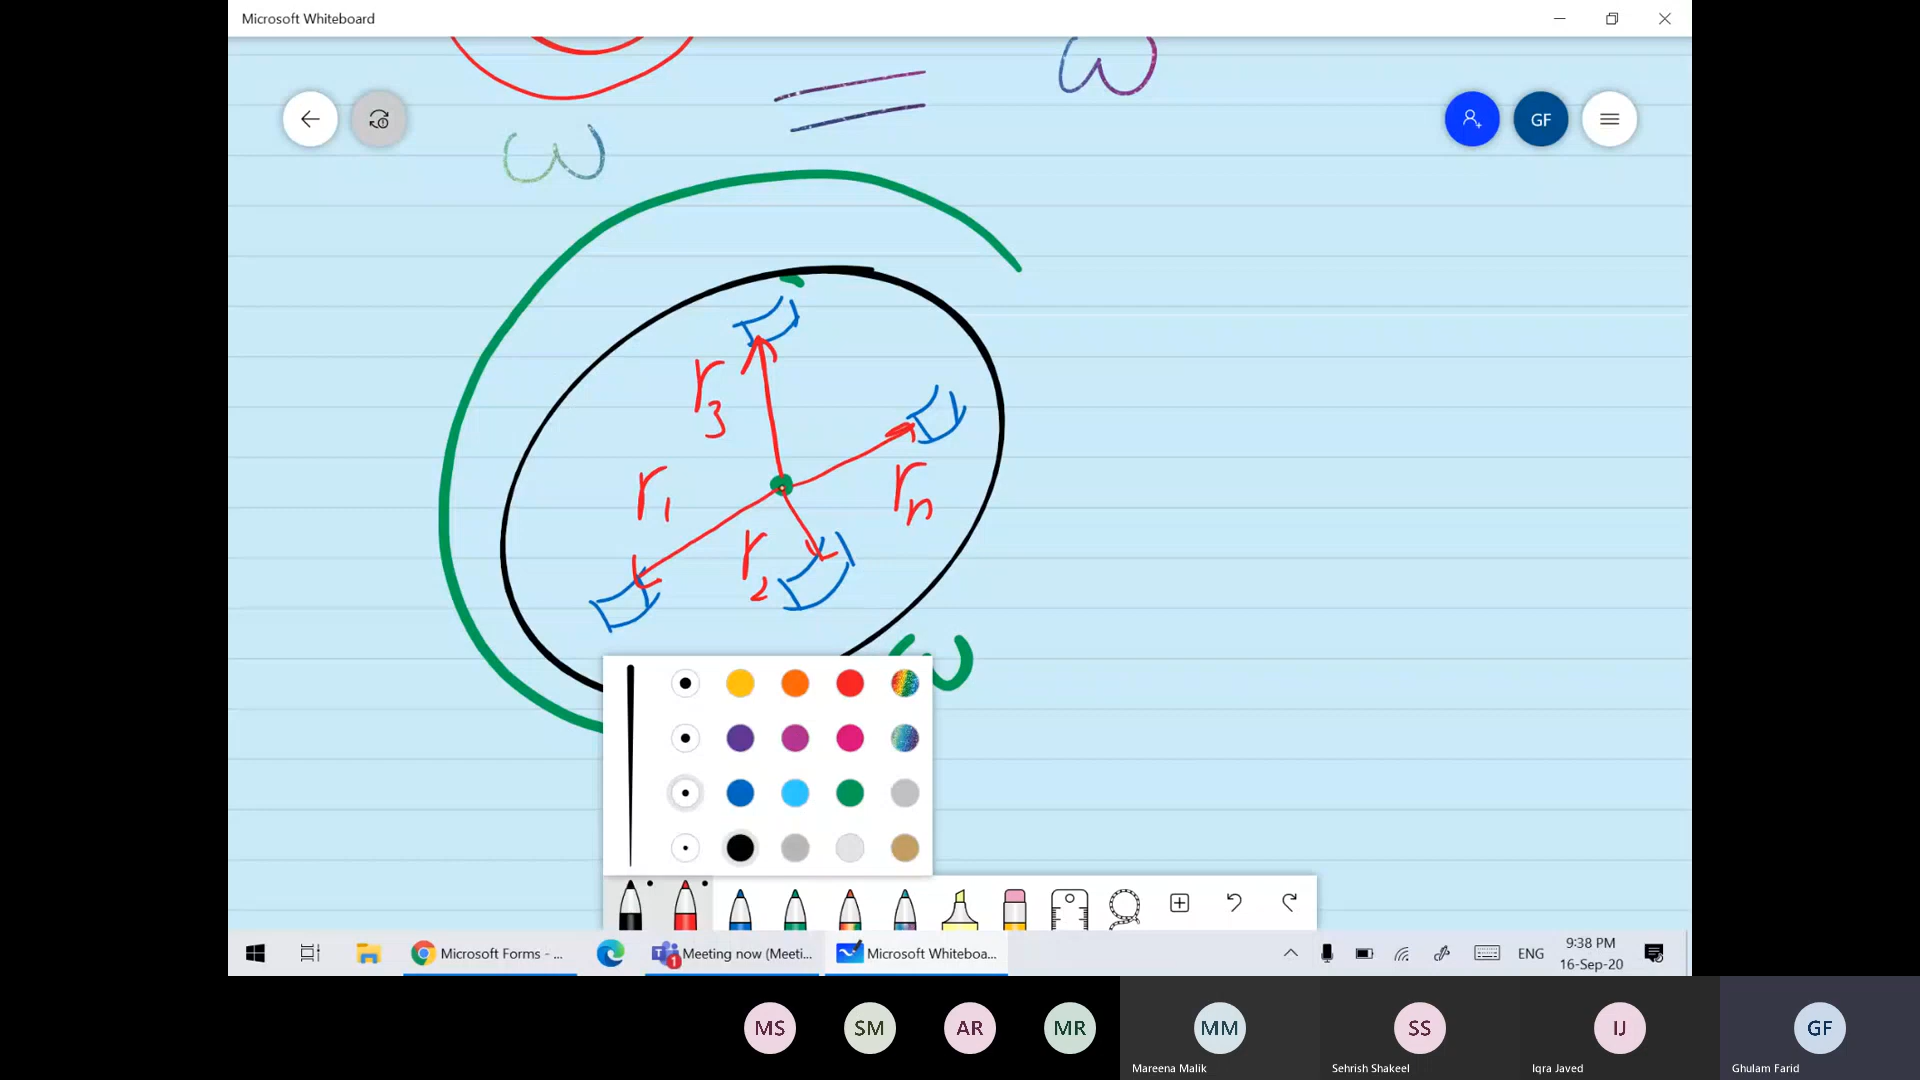 Microsoft Whiteboard
ω
ω
GF
r3
rn
r1
r2
ω
Microsoft Forms - ...
1
Meeting now (Meeti...
Microsoft Whiteboa...
ENG
9:38 PM
16-Sep-20
MS
SM
AR
MR
MM
Mareena Malik
SS
Sehrish Shakeel
IJ
Iqra Javed
GF
Ghulam Farid